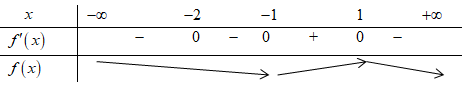 x −∞ −2 −1 1 +∞
f′(x) − 0 − 0 + 0 −
f(x)